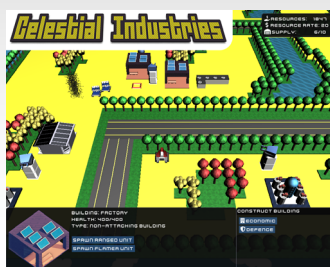 Celestial Industries
RESOURCES: 1847
RESOURCE RATE: 20
SUPPLY: 6/10
BUILDING: FACTORY
HEALTH: 400/400
TYPE: NON-ATTACKING BUILDING
SPAWN RANGED UNIT
SPAWN FLAMER UNIT
CONSTRUCT BUILDING
ECONOMIC
DEFENCE